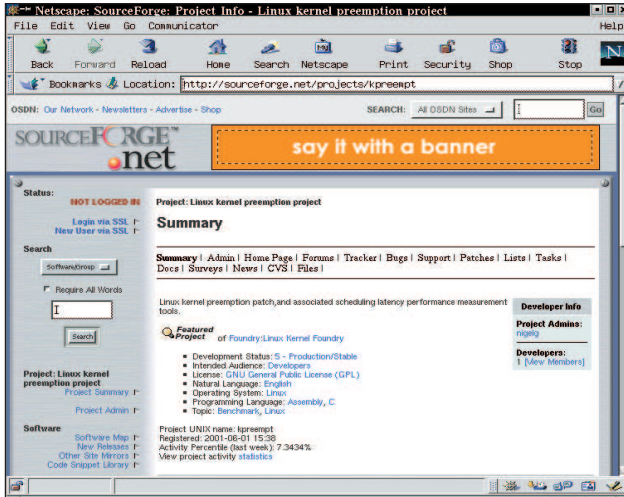 Netscape: SourceForge: Project Info - Linux kernel preemption project
File Edit View Go Communicator Help
Back Forward Reload Home Search Netscape Print Security Shop Stop
N
Bookmarks Location: http://sourceforge.net/projects/kpreempt
OSDN: Our Network - Newsletters - Advertise - Shop SEARCH: All OSDN Sites Go
SOURCEFORGE™
.net
say it with a banner
Status:
NOT LOGGED IN
Login via SSL
New User via SSL
Search
Software/Group
Require All Words
Search
Project: Linux kernel
preemption project
Project Summary
Project Admin
Software
Software Map
New Releases
Other Site Mirrors
Code Snippet Library
Project: Linux kernel preemption project
Summary
Summary | Admin | Home Page | Forums | Tracker | Bugs | Support | Patches | Lists | Tasks |
Docs | Surveys | News | CVS | Files |
Linux kernel preemption patch,and associated scheduling latency performance measurement
tools.
Featured
Project of Foundry:Linux Kernel Foundry
Development Status: 5 - Production/Stable
Intended Audience: Developers
License: GNU General Public License (GPL)
Natural Language: English
Operating System: Linux
Programming Language: Assembly, C
Topic: Benchmark, Linux
Project UNIX name: kpreempt
Registered: 2001-06-01 15:38
Activity Percentile (last week): 7.3434%
View project activity statistics
Developer Info
Project Admins:
nigelg
Developers:
1 [View Members]